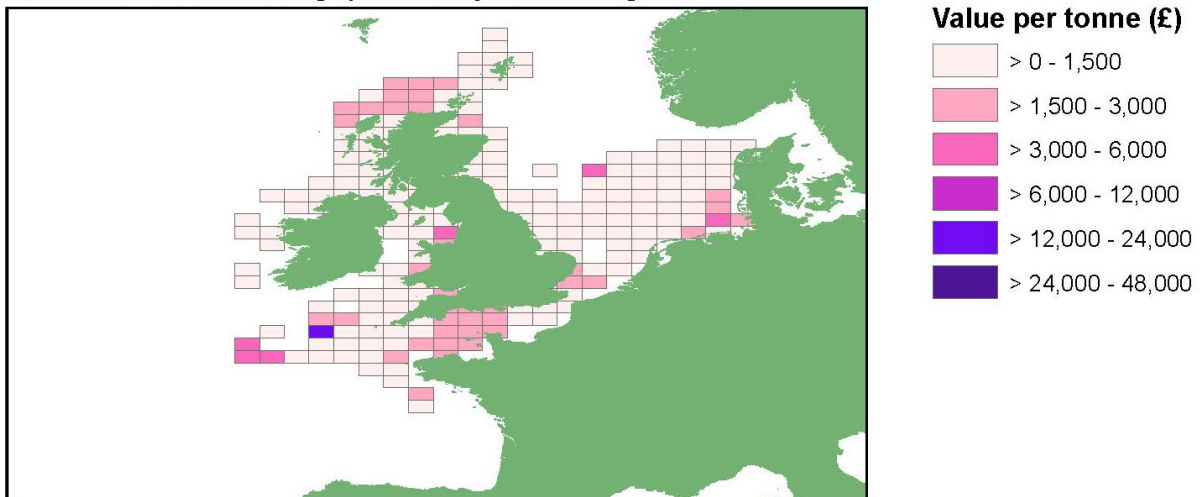 Value per tonne (£)
> 0 - 1,500
> 1,500 - 3,000
> 3,000 - 6,000
> 6,000 - 12,000
> 12,000 - 24,000
> 24,000 - 48,000